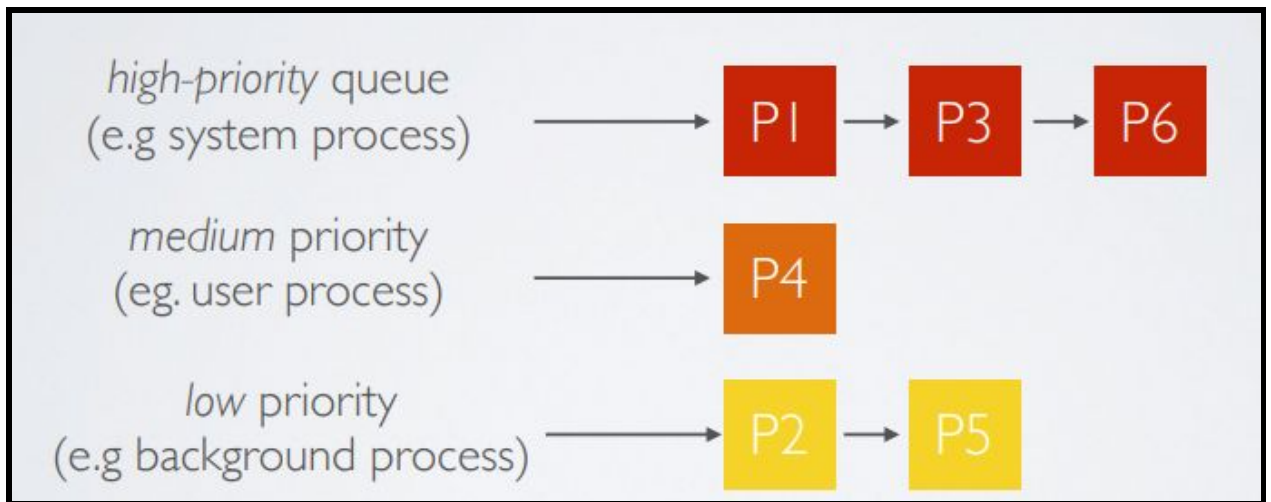 high-priority queue
(e.g system process)
P1 P3 P6
medium priority
(eg. user process)
P4
low priority
(e.g background process)
P2 P5